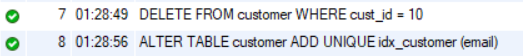 7 01:28:49 DELETE FROM customer WHERE cust_id = 10
8 01:28:56 ALTER TABLE customer ADD UNIQUE idx_customer (email)